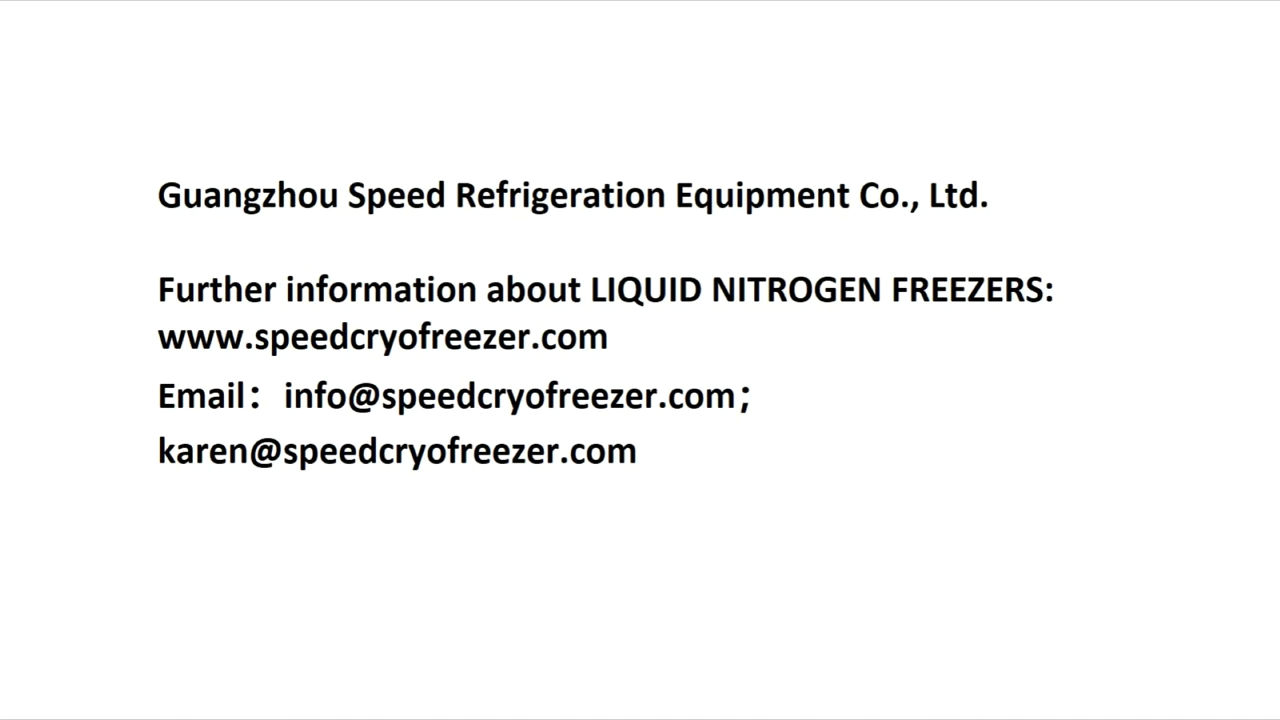 Guangzhou Speed Refrigeration Equipment Co., Ltd.
Further information about LIQUID NITROGEN FREEZERS:
www.speedcryofreezer.com
Email：info@speedcryofreezer.com；
karen@speedcryofreezer.com